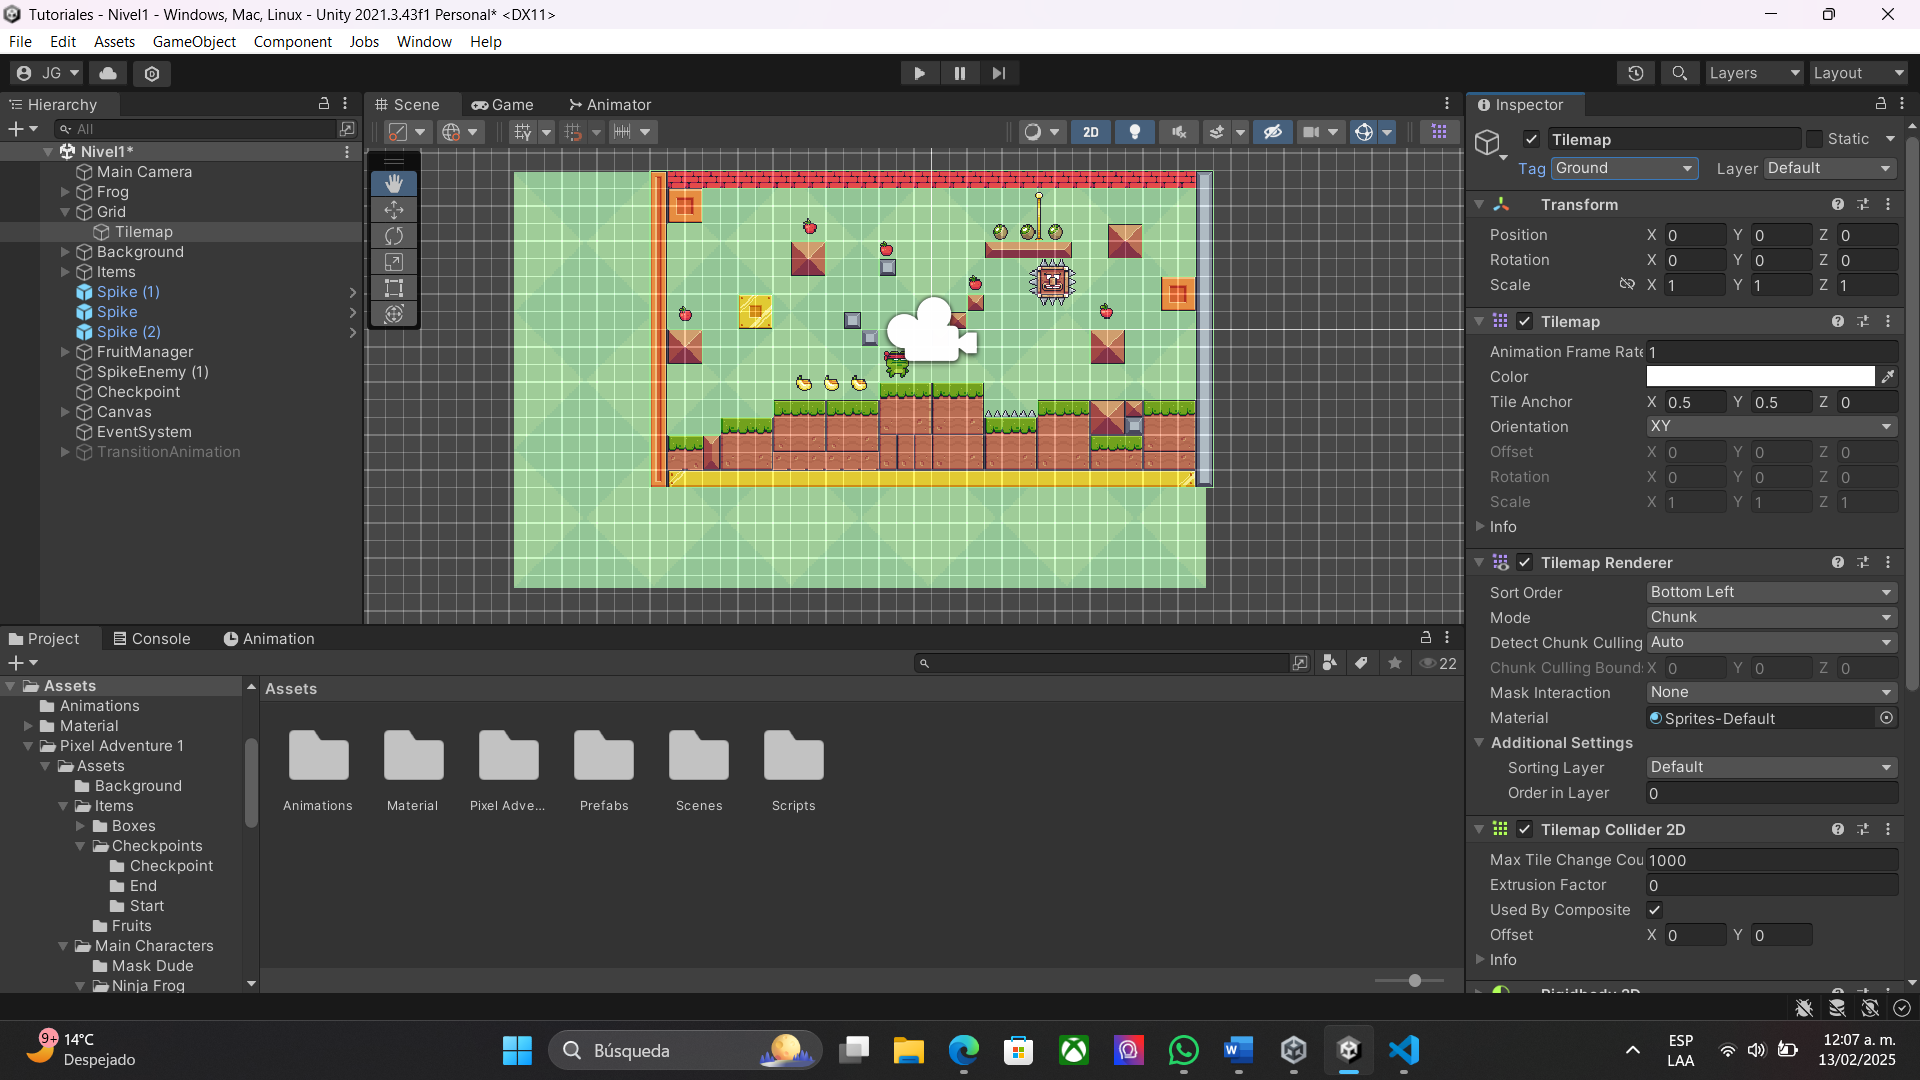 Tutoriales - Nivel1 - Windows, Mac, Linux - Unity 2021.3.43f1 Personal* <DX11>
File Edit Assets GameObject Component Jobs Window Help
JG Layers Layout
Hierarchy
All
Nivel1*
Main Camera
Frog
Grid
Tilemap
Background
Items
Spike (1)
Spike
Spike (2)
FruitManager
SpikeEnemy (1)
Checkpoint
Canvas
EventSystem
TransitionAnimation
Scene Game Animator
2D
Inspector
Tilemap Static
Tag Ground Layer Default
Transform
Position X 0 Y 0 Z 0
Rotation X 0 Y 0 Z 0
Scale X 1 Y 1 Z 1
Tilemap
Animation Frame Rate 1
Color
Tile Anchor X 0.5 Y 0.5 Z 0
Orientation XY
Offset X 0 Y 0 Z 0
Rotation X 0 Y 0 Z 0
Scale X 1 Y 1 Z 1
Info
Tilemap Renderer
Sort Order Bottom Left
Mode Chunk
Detect Chunk Culling Auto
Chunk Culling Bounds X 0 Y 0 Z 0
Mask Interaction None
Material Sprites-Default
Additional Settings
Sorting Layer Default
Order in Layer 0
Tilemap Collider 2D
Max Tile Change Cou 1000
Extrusion Factor 0
Used By Composite
Offset X 0 Y 0
Info
Rigidbody 2D
Project Console Animation
22
Assets
Animations
Material
Pixel Adventure 1
Assets
Background
Items
Boxes
Checkpoints
Checkpoint
End
Start
Fruits
Main Characters
Mask Dude
Ninja Frog
Assets
Animations Material Pixel Adve... Prefabs Scenes Scripts
9+
14°C
Despejado
Búsqueda
ESP
LAA
12:07 a. m.
13/02/2025